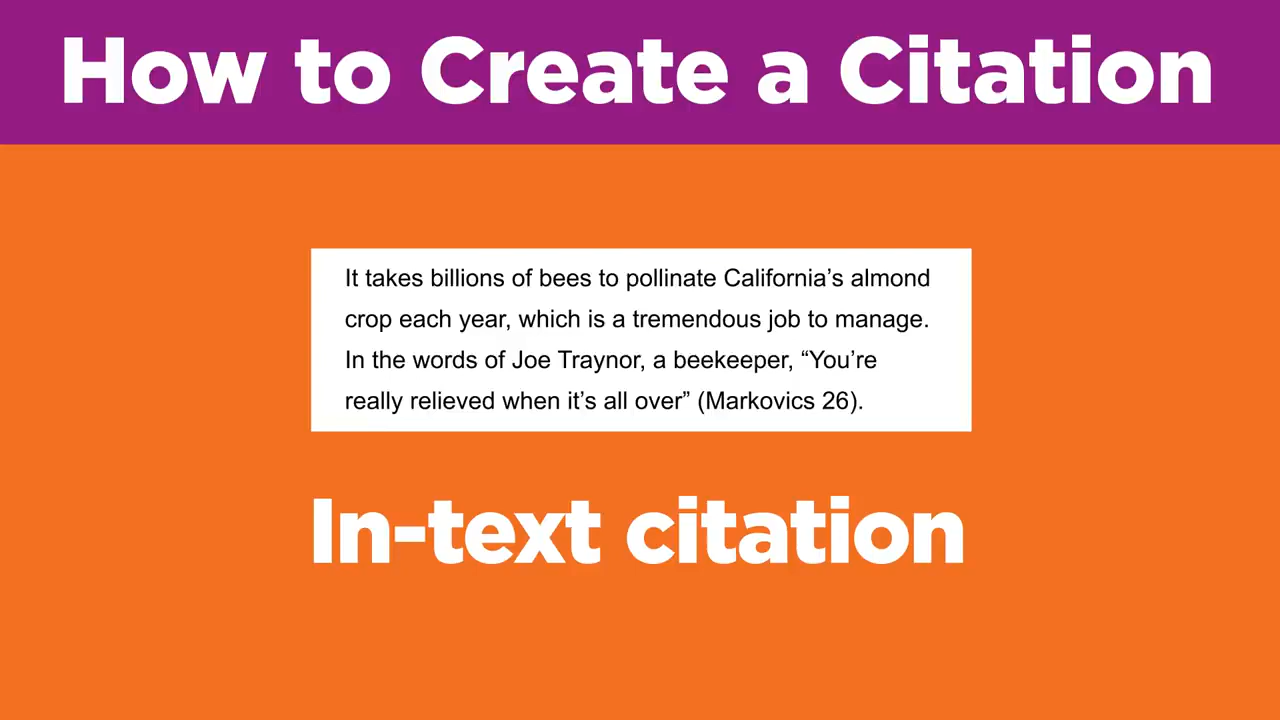 How to Create a Citation
It takes billions of bees to pollinate California’s almond
crop each year, which is a tremendous job to manage.
In the words of Joe Traynor, a beekeeper, “You’re
really relieved when it’s all over” (Markovics 26).
In-text citation